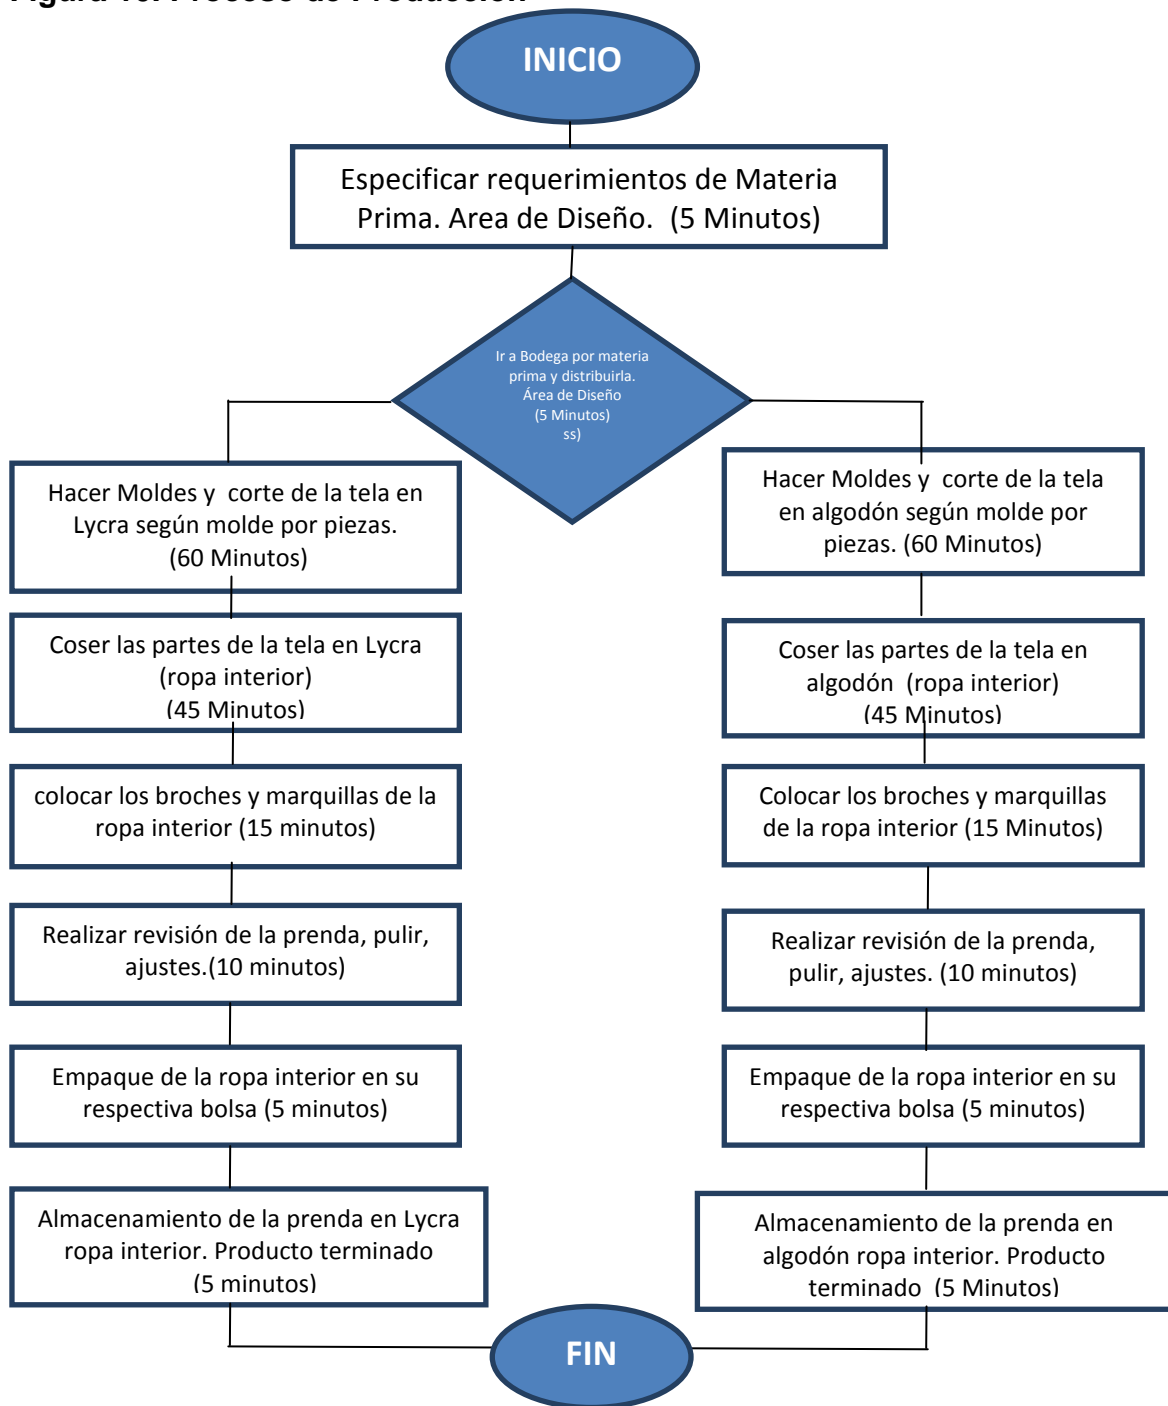 Figura Proceso de Producción
INICIO
Especificar requerimientos de Materia
Prima. Area de Diseño. (5 Minutos)
Ir a Bodega por materia
prima y distribuirla.
Área de Diseño
(5 Minutos)
ss)
Hacer Moldes y corte de la tela en
Lycra según molde por piezas.
(60 Minutos)
Coser las partes de la tela en Lycra
(ropa interior)
(45 Minutos)
colocar los broches y marquillas de la
ropa interior (15 minutos)
Realizar revisión de la prenda, pulir,
ajustes.(10 minutos)
Empaque de la ropa interior en su
respectiva bolsa (5 minutos)
Almacenamiento de la prenda en Lycra
ropa interior. Producto terminado
(5 minutos)
Hacer Moldes y corte de la tela
en algodón según molde por
piezas. (60 Minutos)
Coser las partes de la tela en
algodón (ropa interior)
(45 Minutos)
Colocar los broches y marquillas
de la ropa interior (15 Minutos)
Realizar revisión de la prenda,
pulir, ajustes. (10 minutos)
Empaque de la ropa interior en su
respectiva bolsa (5 minutos)
Almacenamiento de la prenda en
algodón ropa interior. Producto
terminado (5 Minutos)
FIN